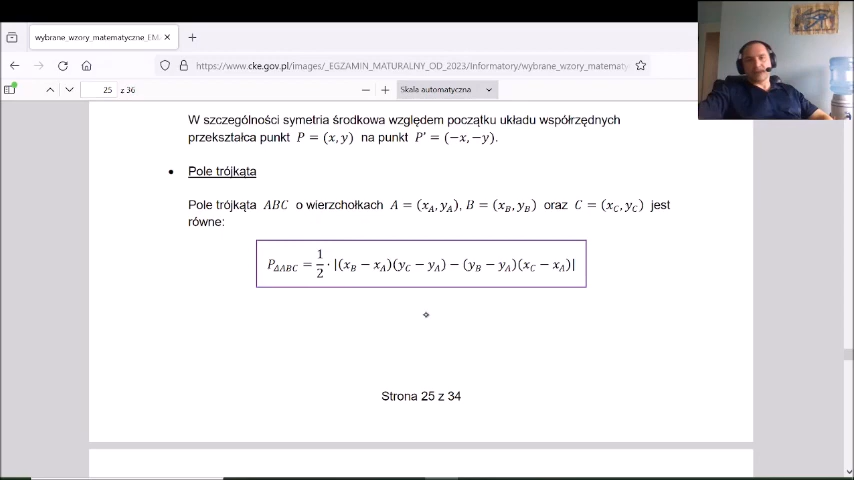 wybrane_wzory_matematyczne_EM
25 z 36
Skala automatyczna
https://www.cke.gov.pl/images/_EGZAMIN_MATURALNY_OD_2023/Informatory/wybrane_wzory_matematy
W szczególności symetria środkowa względem początku układu współrzędnych
przekształca punkt P = (x, y) na punkt P' = (−x, −y).
• Pole trójkąta
Pole trójkąta ABC o wierzchołkach A = (x_A, y_A), B = (x_B, y_B) oraz C = (x_C, y_C) jest
równe:
P_ΔABC = 1/2 · |(x_B − x_A)(y_C − y_A) − (y_B − y_A)(x_C − x_A)|
Strona 25 z 34